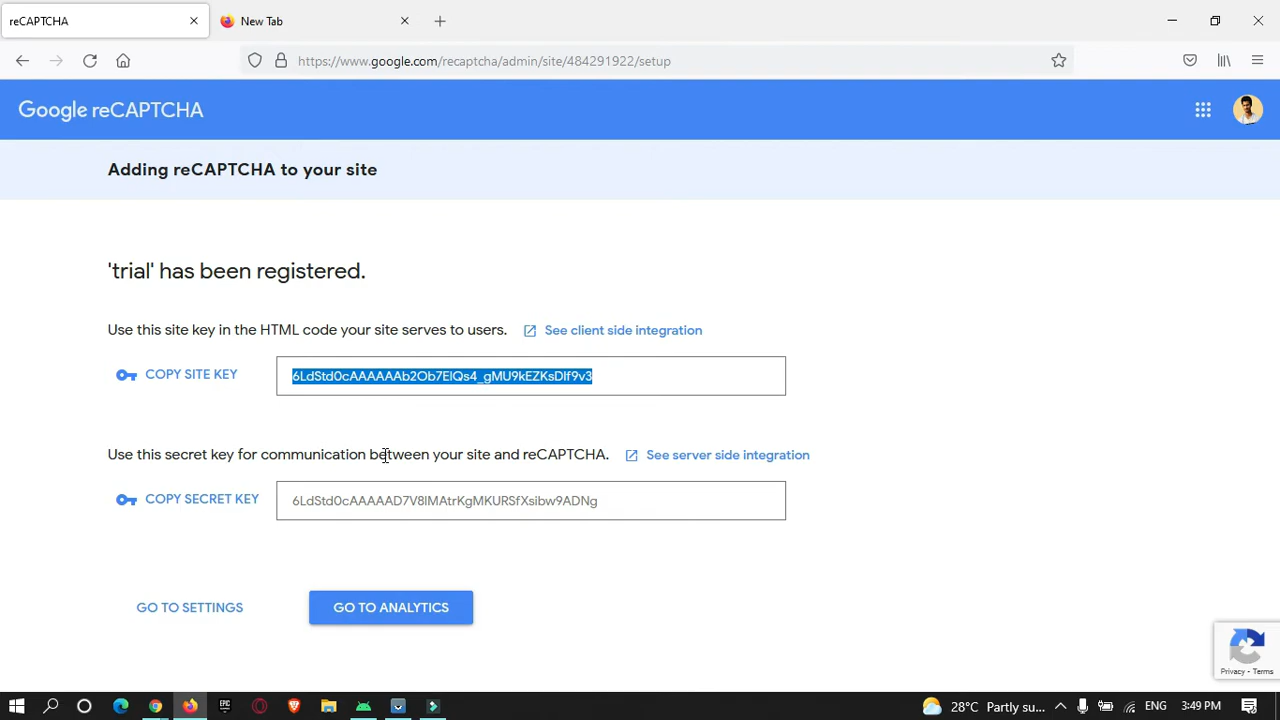 reCAPTCHA
New Tab
https://www.google.com/recaptcha/admin/site/484291922/setup
Google reCAPTCHA
Adding reCAPTCHA to your site
'trial' has been registered.
Use this site key in the HTML code your site serves to users.
See client side integration
COPY SITE KEY
6LdStd0cAAAAAAb2Ob7ElQs4_gMU9kEZKsDIf9v3
Use this secret key for communication between your site and reCAPTCHA.
See server side integration
COPY SECRET KEY
6LdStd0cAAAAAD7V8lMAtrKgMKURSfXsibw9ADNg
GO TO SETTINGS
GO TO ANALYTICS
Privacy - Terms
EPIC
28°C Partly su...
ENG
3:49 PM